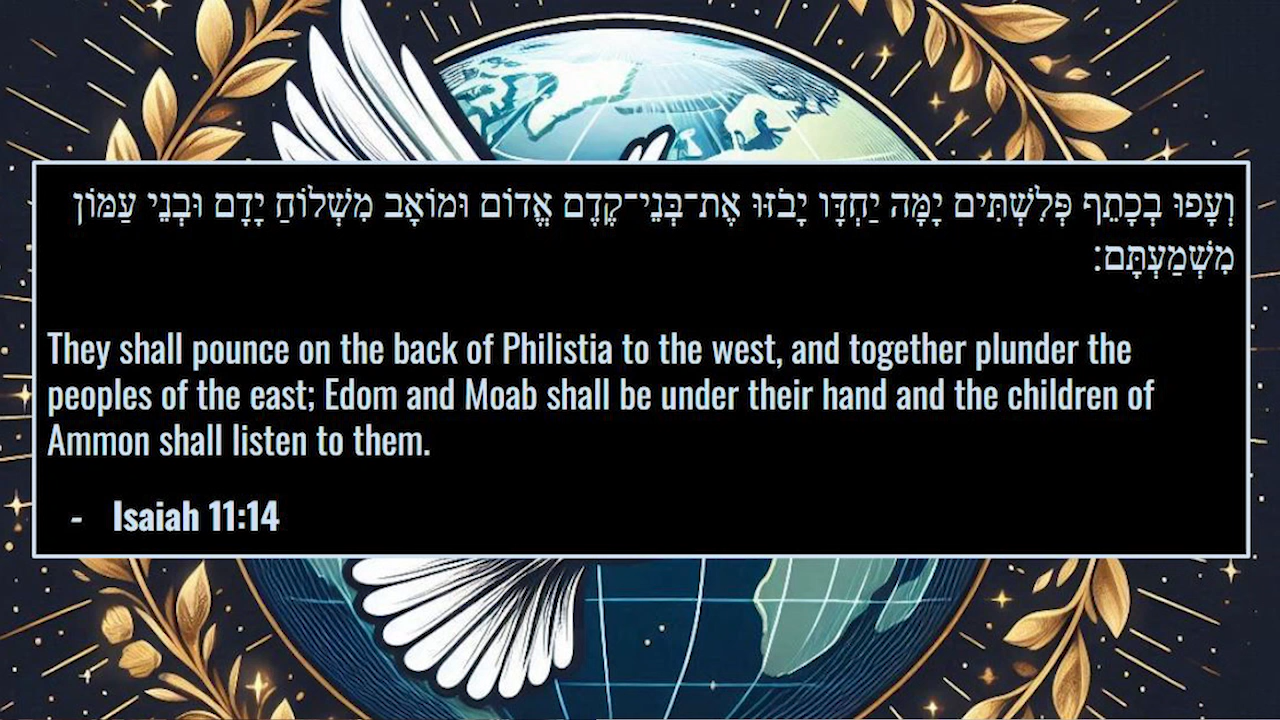 וְעָפוּ בְכָתֵף פְּלִשְׁתִּים יָמָּה יַחְדָּו יָבֹזּוּ אֶת־בְּנֵי־קֶדֶם אֱדוֹם וּמוֹאָב מִשְׁלוֹחַ יָדָם וּבְנֵי עַמּוֹן
מִשְׁמַעְתָּם׃
They shall pounce on the back of Philistia to the west, and together plunder the
peoples of the east; Edom and Moab shall be under their hand and the children of
Ammon shall listen to them.
- Isaiah 11:14